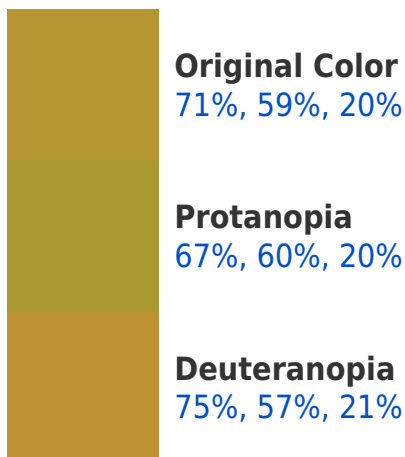 Original Color
71%, 59%, 20%
Protanopia
67%, 60%, 20%
Deuteranopia
75%, 57%, 21%